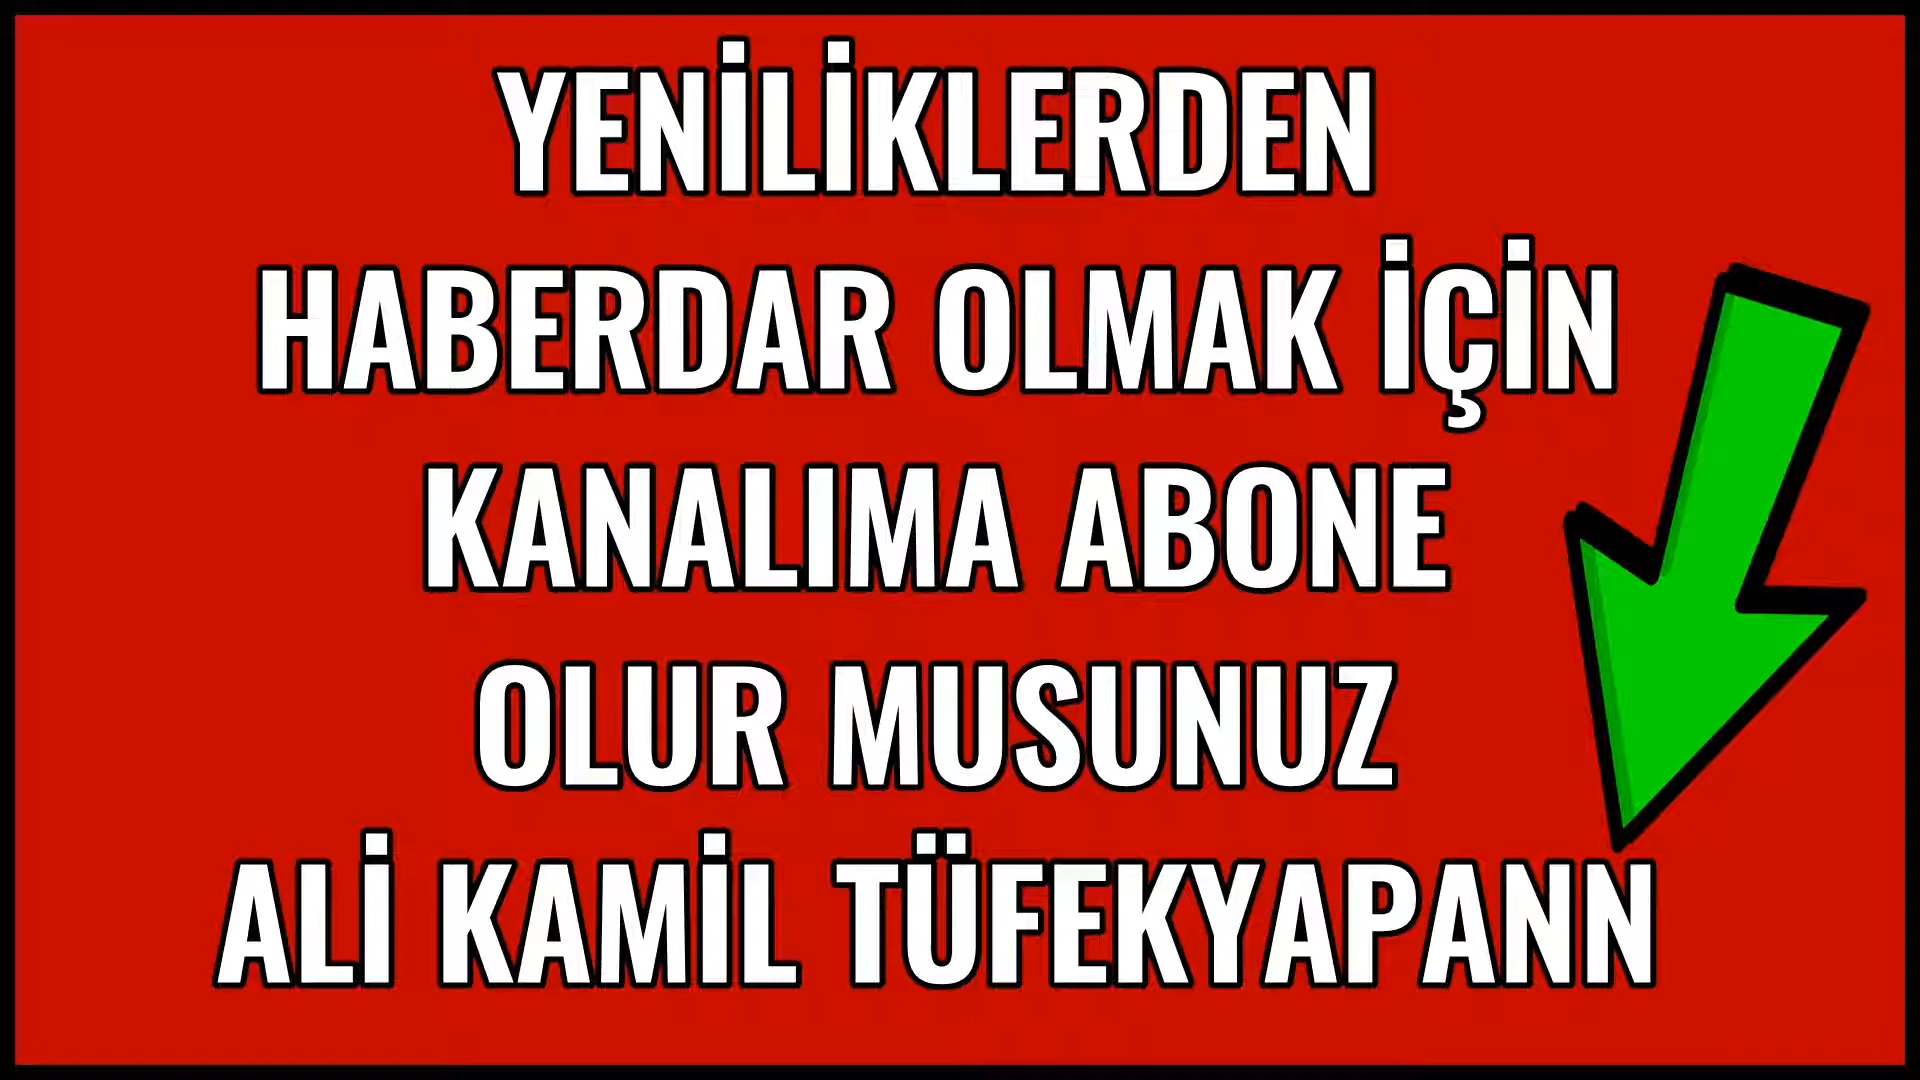 YENİLİKLERDEN
HABERDAR OLMAK İÇİN
KANALIMA ABONE
OLUR MUSUNUZ
ALİ KAMİL TÜFEKYAPANN